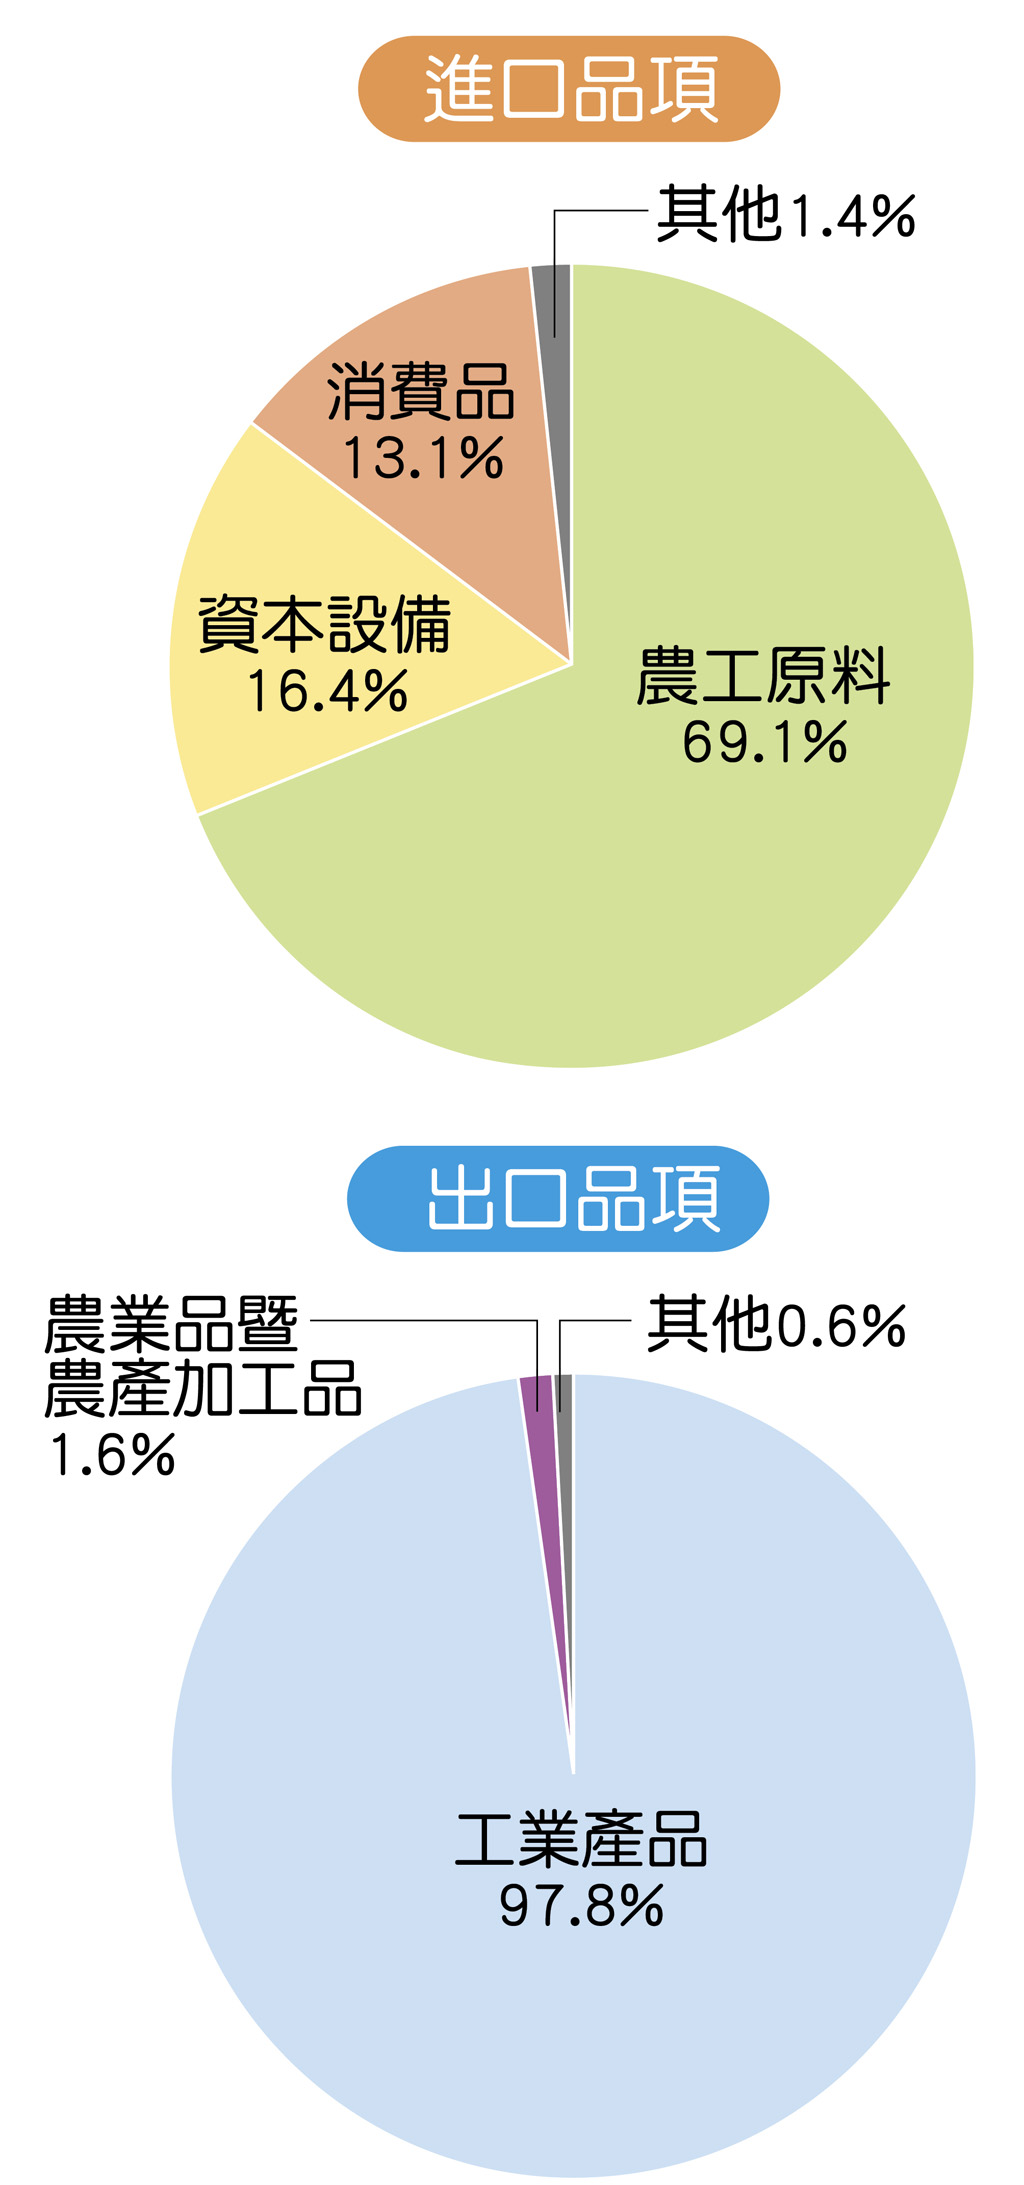 進口品項
其他1.4%
消費品
13.1%
資本設備
16.4%
農工原料
69.1%
出口品項
農業品暨
農產加工品
1.6%
其他0.6%
工業產品
97.8%